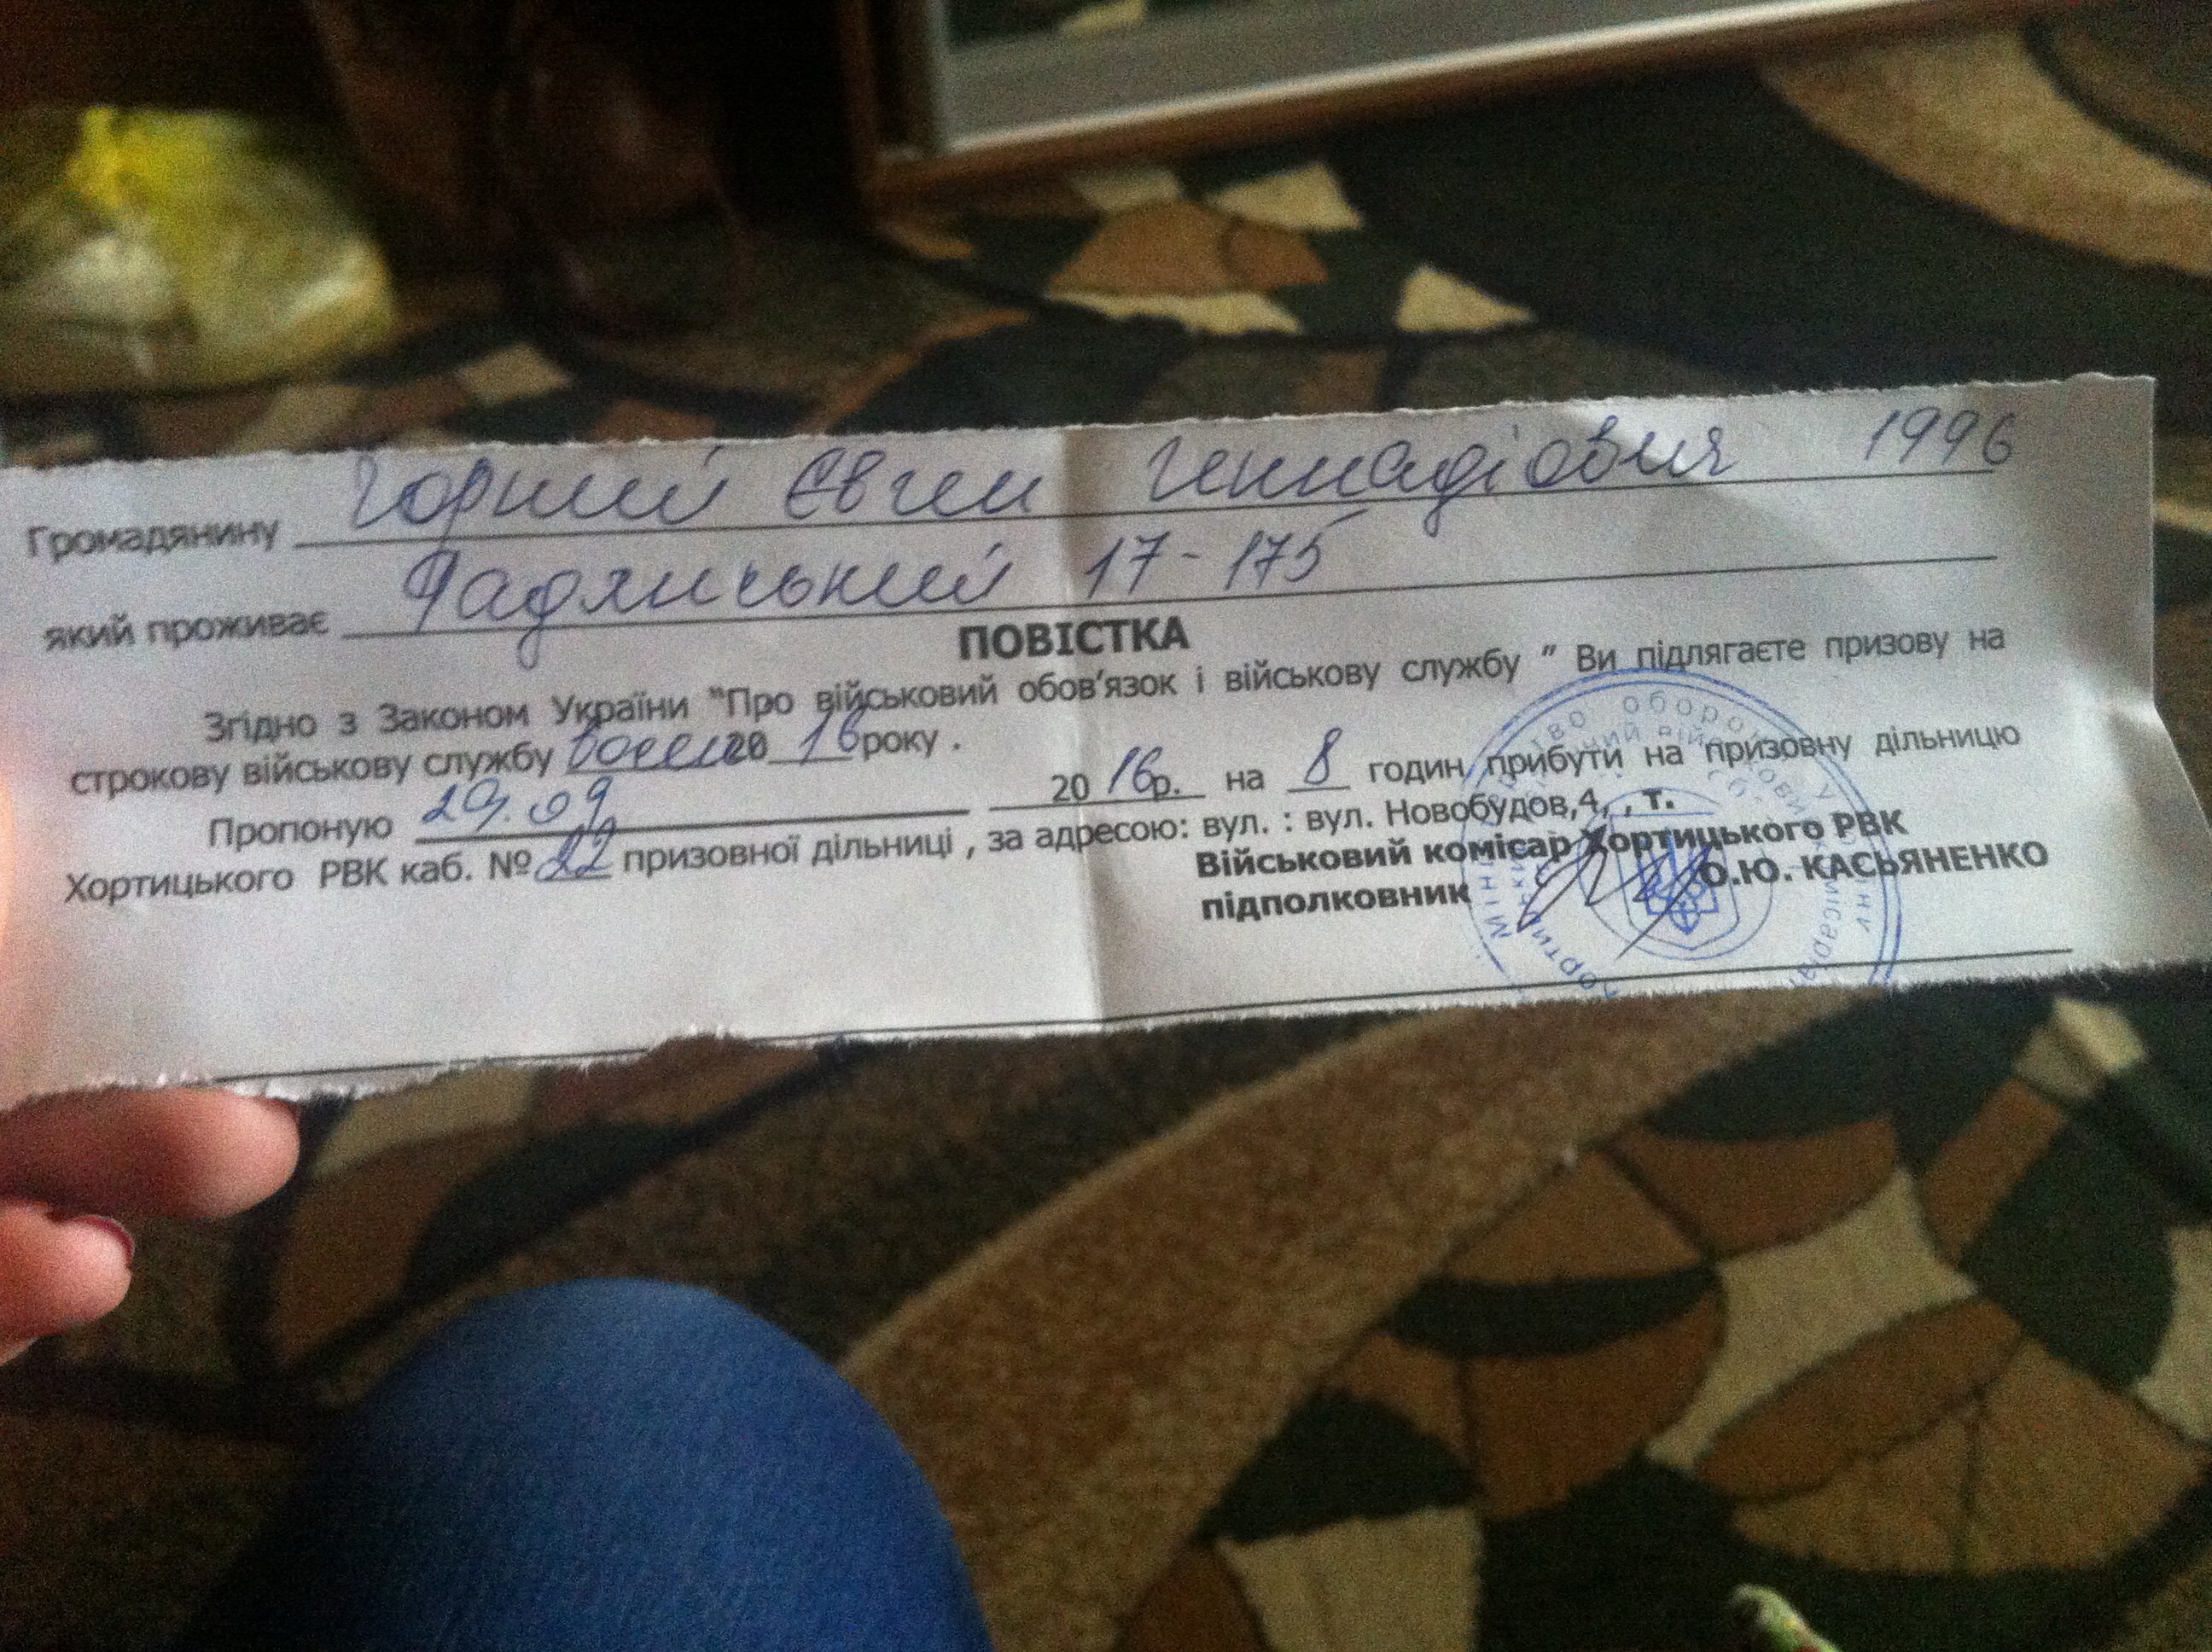 Громадянину Горний Євген Геннадійович 1996
який проживає 17-175
ПОВІСТКА
Згідно з Законом України "Про військовий обов'язок і військову службу " Ви підлягаєте призову на
строкову військову службу восени 20 16 року .
Пропоную 29.09 20 16р. на 8 годин прибути на призовну дільницю
Хортицького РВК каб. №22 призовної дільниці , за адресою: вул. : вул. Новобудов,4, , т.
Військовий комісар Хортицького РВК
підполковник О.Ю. КАСЬЯНЕНКО